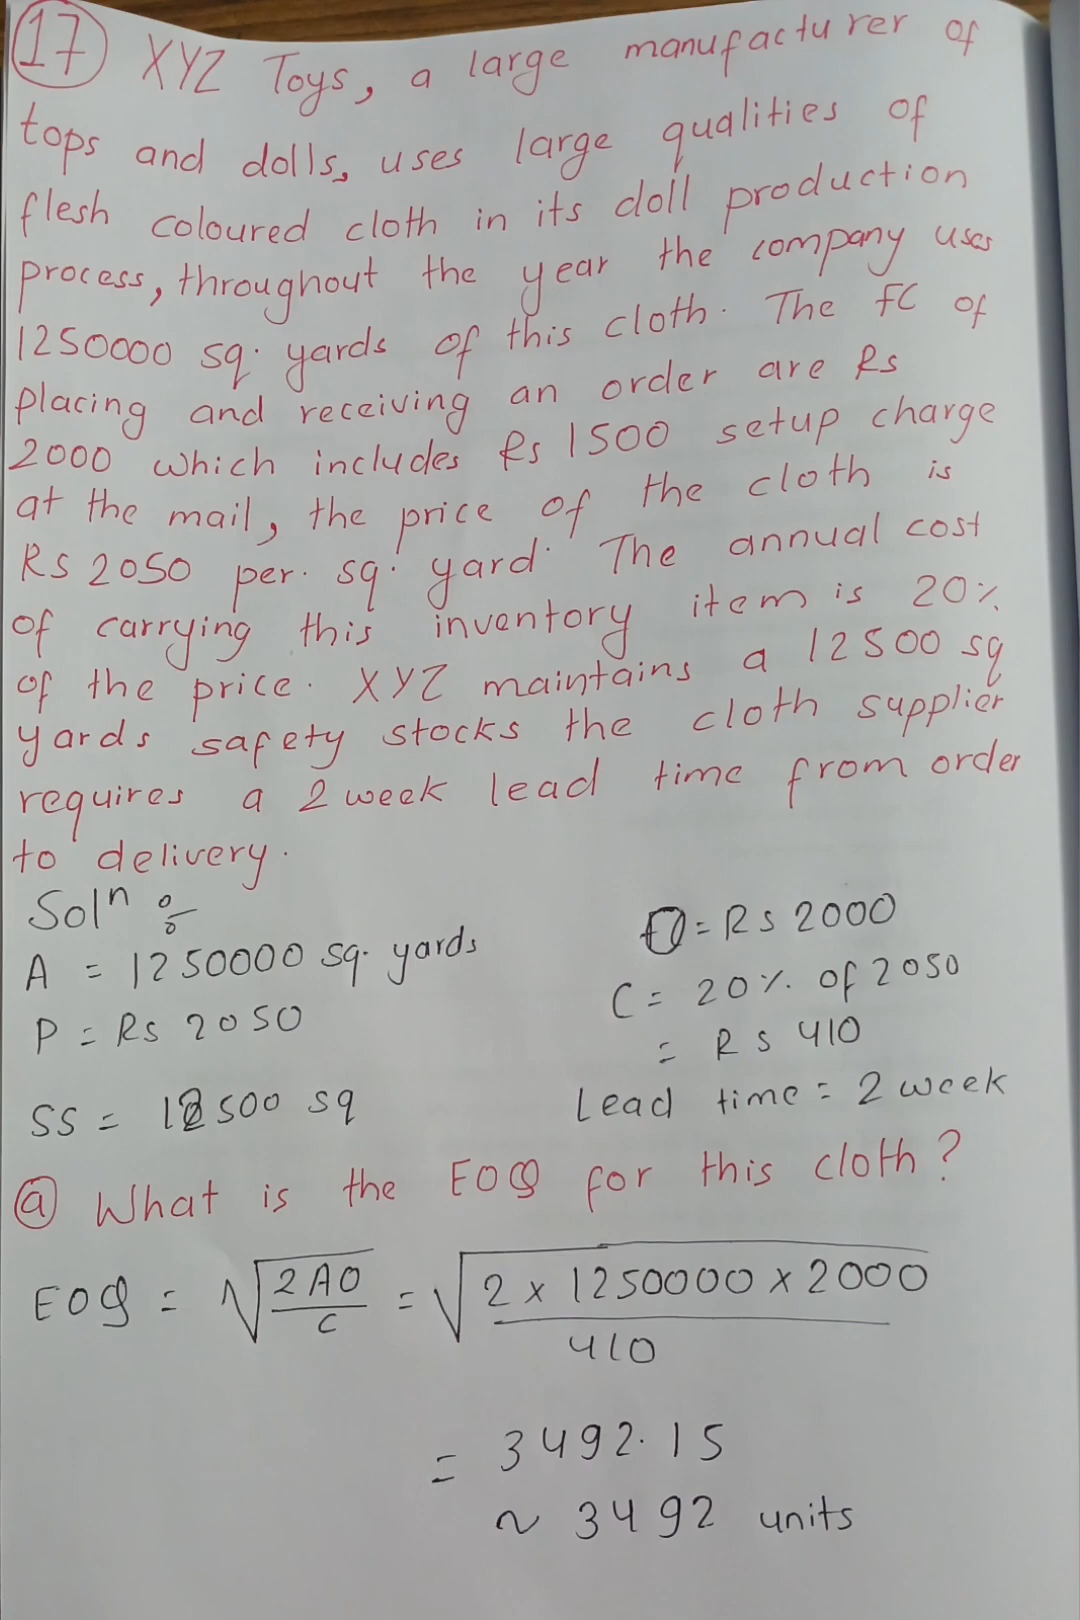 17 XYZ Toys, a large manufacturer of
tops and dolls, uses large qualities of
flesh coloured cloth in its doll production
process, throughout the year the company uses
1250000 sq. yards of this cloth. The FC of
placing and receiving an order are Rs
2000 which includes Rs 1500 setup charge
at the mail, the price of the cloth is
RS 2050 per. sq. yard. The annual cost
of carrying this inventory item is 20%
of the price. XYZ maintains a 12500 sq
yards safety stocks the cloth supplier
requires a 2 week lead time from order
to delivery.
Solⁿ :
A = 1250000 sq. yards O = RS 2000
P = RS 2050 C = 20% of 2050
= RS 410
SS = 12500 sq Lead time = 2 week
a What is the EOQ for this cloth?
EOQ = √2AO/C = √2 x 1250000 x 2000/410
= 3492.15
~ 3492 units